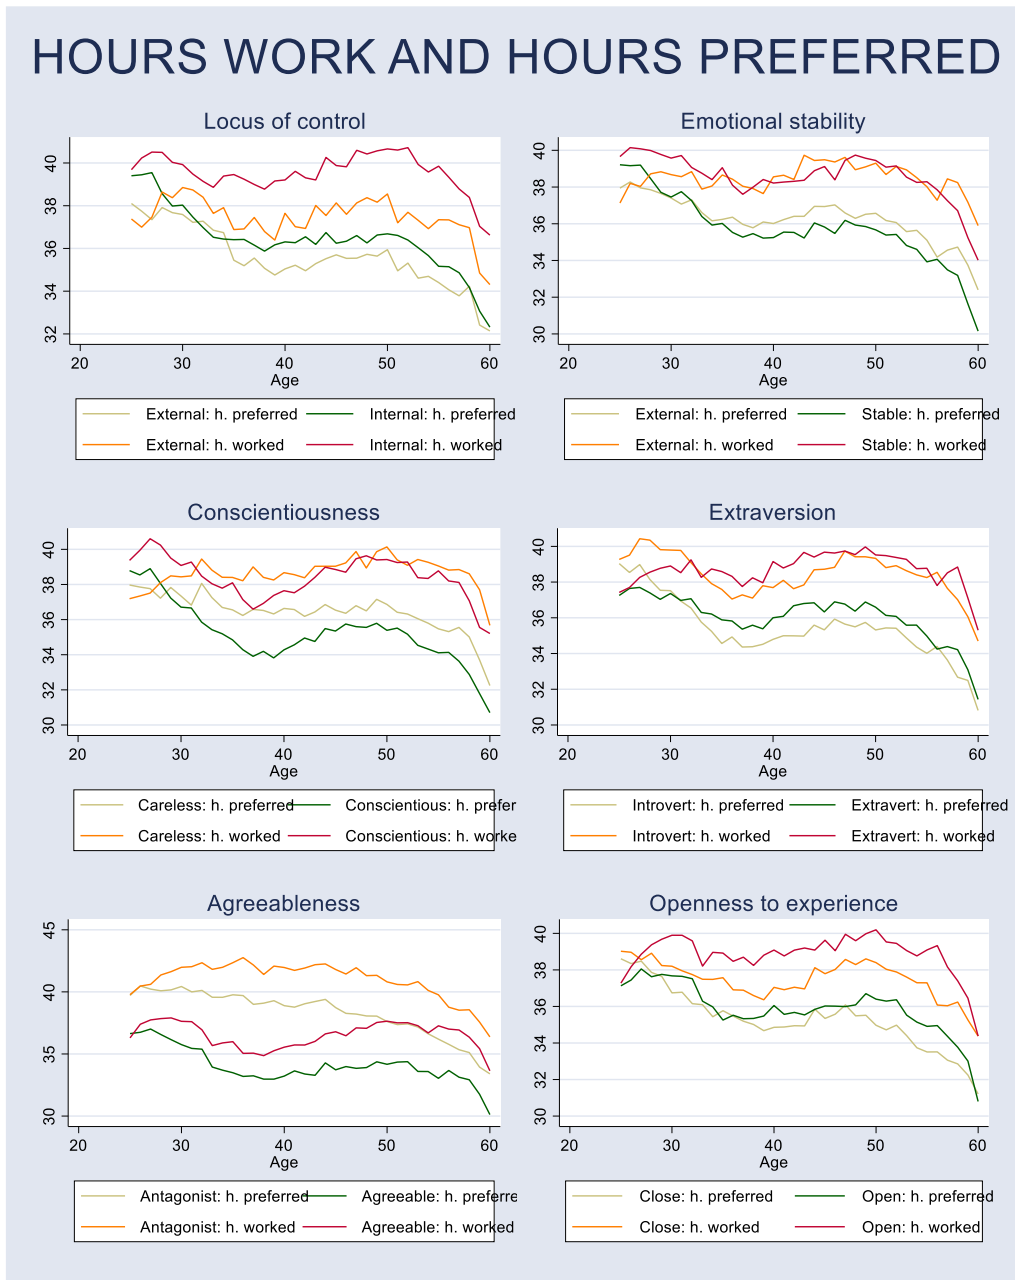 HOURS WORK AND HOURS PREFERRED
Locus of control
40
38
36
34
32
20 30 40 50 60
Age
External: h. preferred Internal: h. preferred
External: h. worked Internal: h. worked
Emotional stability
40
38
36
34
32
30
20 30 40 50 60
Age
External: h. preferred Stable: h. preferred
External: h. worked Stable: h. worked
Conscientiousness
40
38
36
34
32
30
20 30 40 50 60
Age
Careless: h. preferred Conscientious: h. prefer
Careless: h. worked Conscientious: h. worke
Extraversion
40
38
36
34
32
30
20 30 40 50 60
Age
Introvert: h. preferred Extravert: h. preferred
Introvert: h. worked Extravert: h. worked
Agreeableness
45
40
35
30
20 30 40 50 60
Age
Antagonist: h. preferred Agreeable: h. preferre
Antagonist: h. worked Agreeable: h. worked
Openness to experience
40
38
36
34
32
30
20 30 40 50 60
Age
Close: h. preferred Open: h. preferred
Close: h. worked Open: h. worked